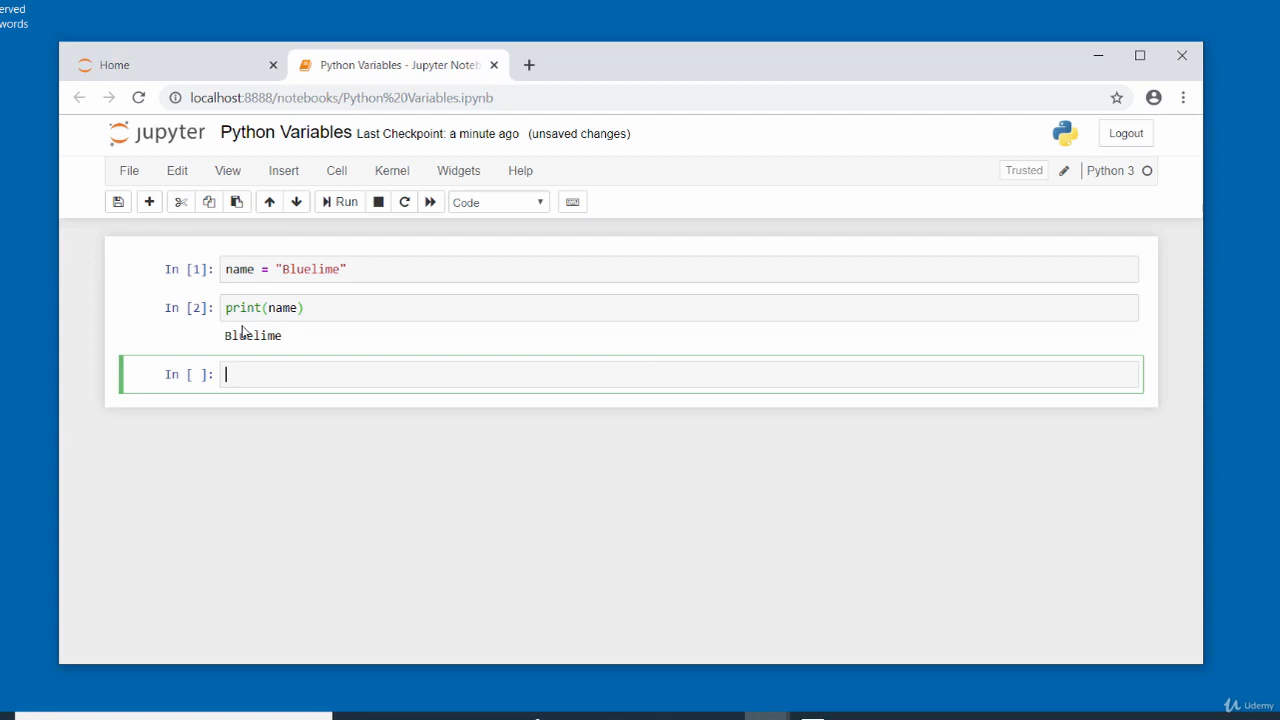 erved
words
Home
Python Variables - Jupyter Noteb
localhost:8888/notebooks/Python%20Variables.ipynb
jupyter Python Variables Last Checkpoint: a minute ago (unsaved changes)
Logout
File Edit View Insert Cell Kernel Widgets Help
Trusted Python 3
Run Code
In [1]: name = "Bluelime"
In [2]: print(name)
Bluelime
In [ ]:
Udemy